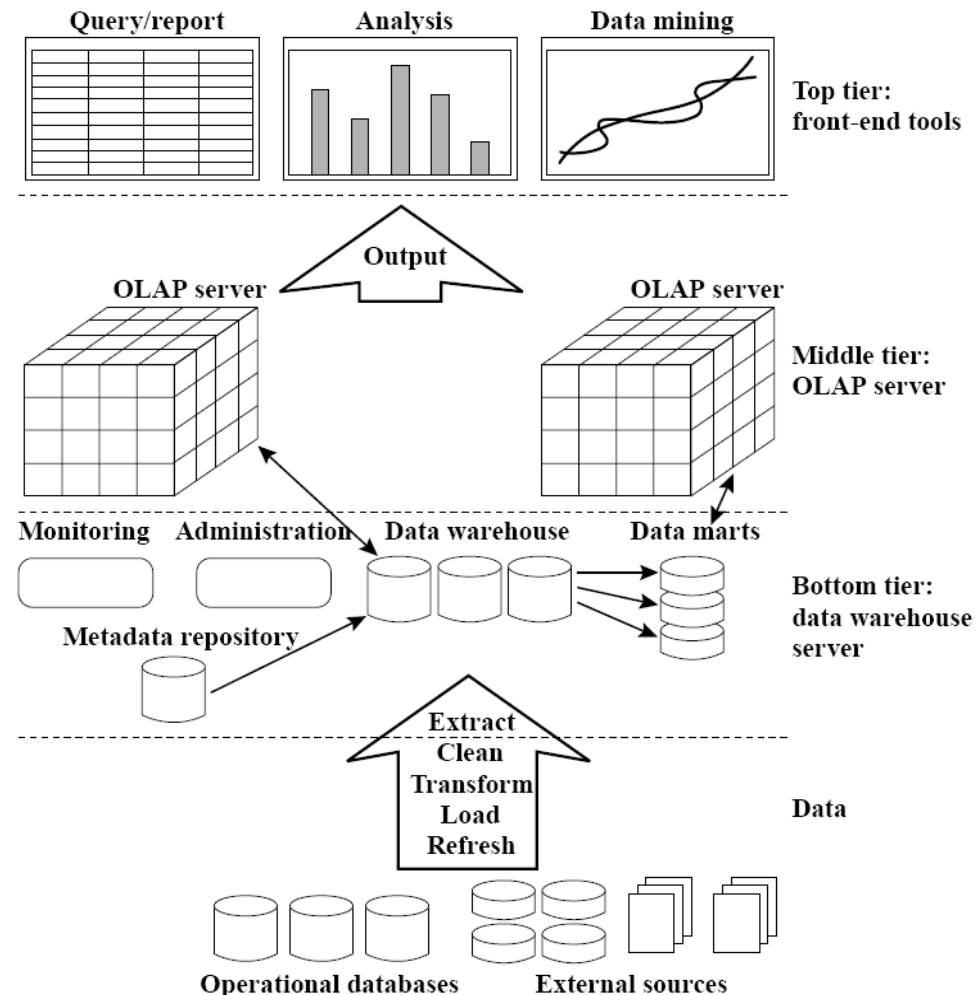 Query/report
Analysis
Data mining
Top tier:
front-end tools
Output
OLAP server
OLAP server
Middle tier:
OLAP server
Monitoring
Administration
Data warehouse
Data marts
Bottom tier:
data warehouse
server
Metadata repository
Extract
Clean
Transform
Load
Refresh
Data
Operational databases
External sources